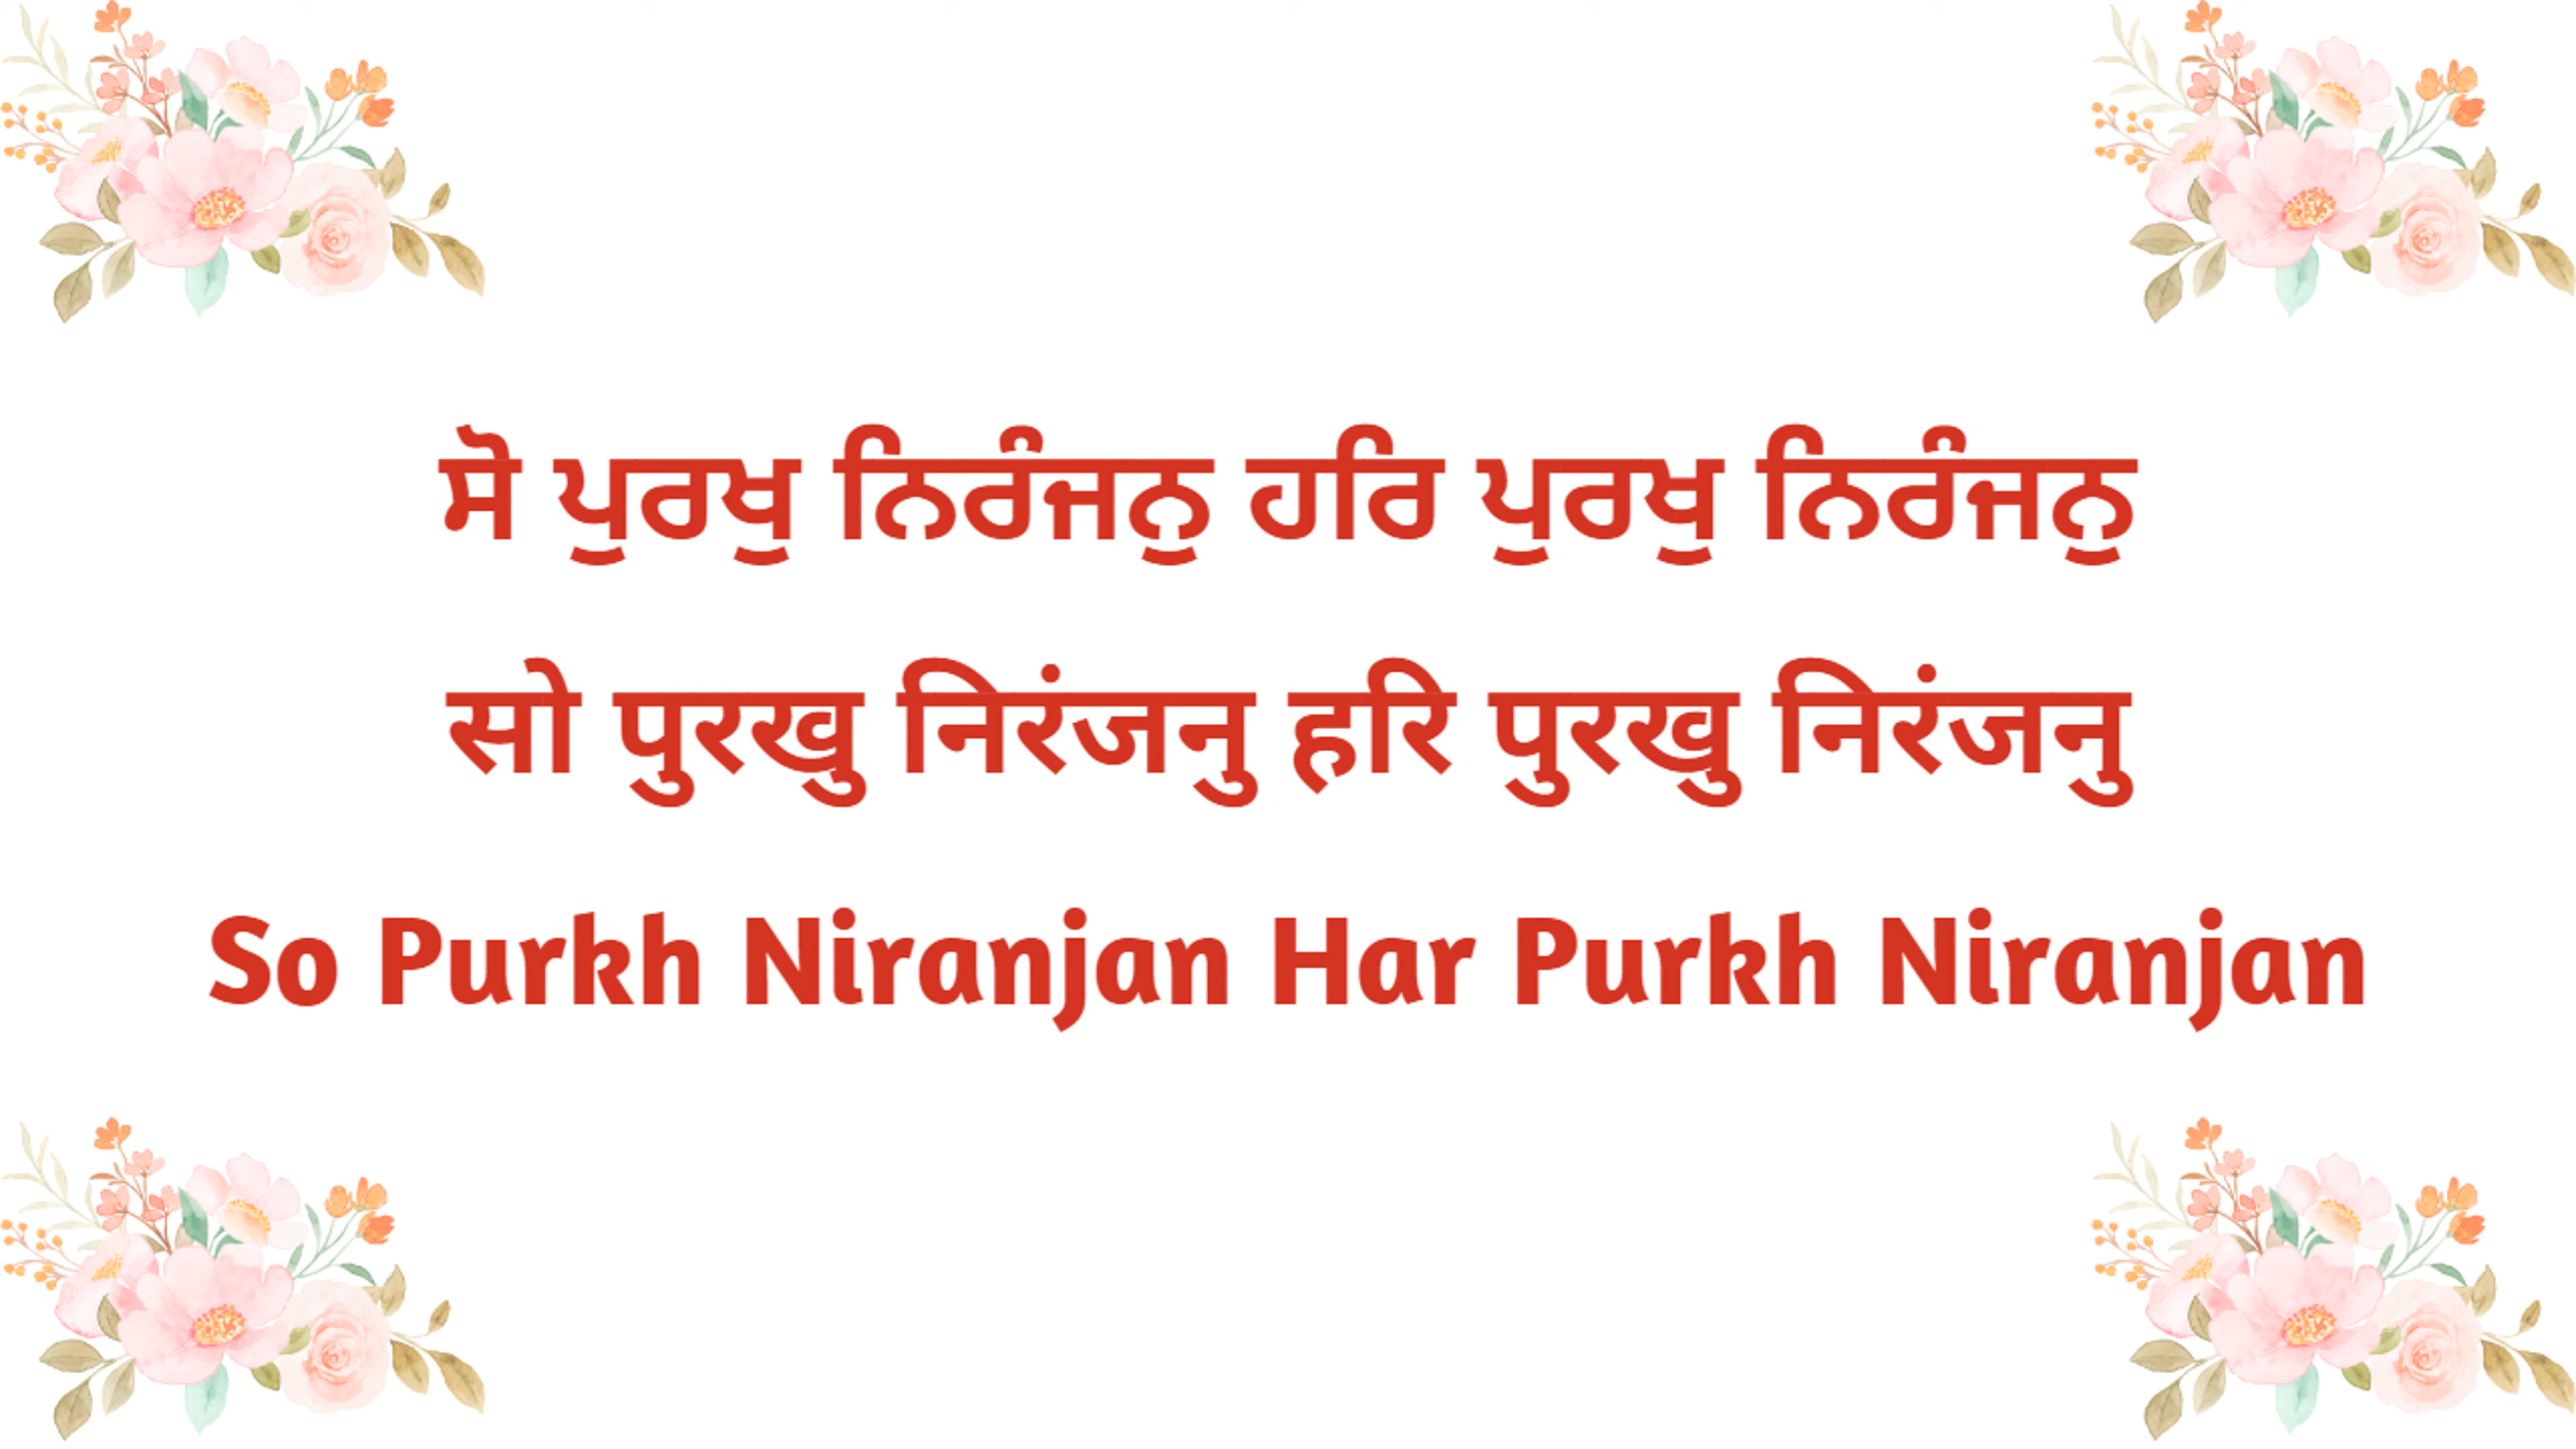 ਸੋ ਪੁਰਖੁ ਨਿਰੰਜਨੁ ਹਰਿ ਪੁਰਖੁ ਨਿਰੰਜਨੁ
सो पुरखु निरंजनु हरि पुरखु निरंजनु
So Purkh Niranjan Har Purkh Niranjan